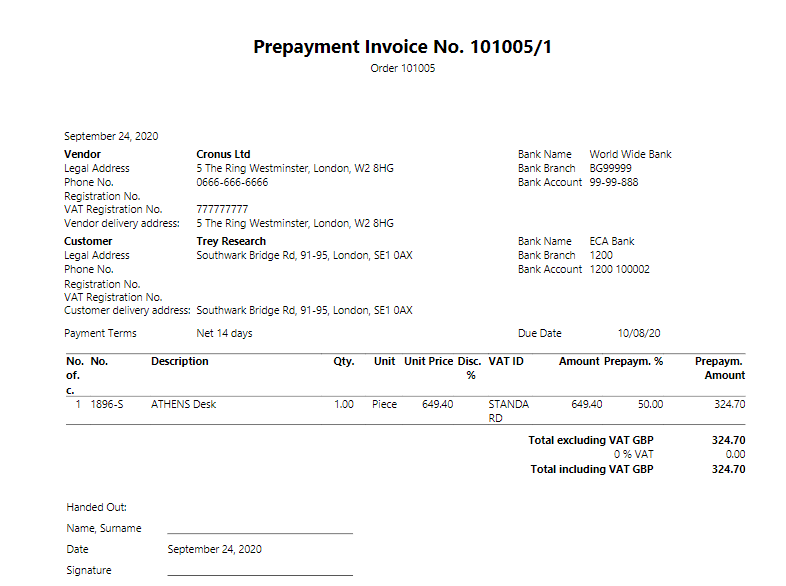 Prepayment Invoice No. 101005/1
Order 101005
September 24, 2020
Vendor Cronus Ltd Bank Name World Wide Bank
Legal Address 5 The Ring Westminster, London, W2 8HG Bank Branch BG99999
Phone No. 0666-666-6666 Bank Account 99-99-888
Registration No.
VAT Registration No. 777777777
Vendor delivery address: 5 The Ring Westminster, London, W2 8HG
Customer Trey Research Bank Name ECA Bank
Legal Address Southwark Bridge Rd, 91-95, London, SE1 0AX Bank Branch 1200
Phone No. Bank Account 1200 100002
Registration No.
VAT Registration No.
Customer delivery address: Southwark Bridge Rd, 91-95, London, SE1 0AX
Payment Terms Net 14 days Due Date 10/08/20
No. No. Description Qty. Unit Unit Price Disc. VAT ID Amount Prepaym. % Prepaym.
of. % Amount
c.
1 1896-S ATHENS Desk 1.00 Piece 649.40 STANDA 649.40 50.00 324.70
RD
Total excluding VAT GBP 324.70
0 % VAT 0.00
Total including VAT GBP 324.70
Handed Out:
Name, Surname
Date September 24, 2020
Signature